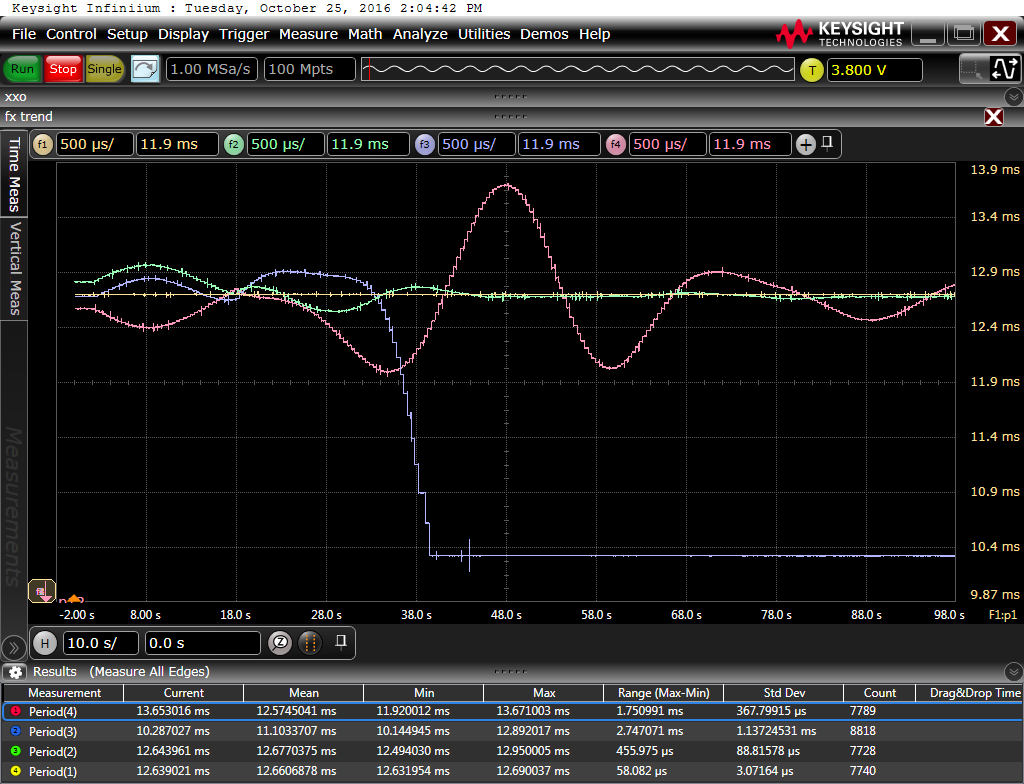 Keysight Infiniium : Tuesday, October 25, 2016 2:04:42 PM
File Control Setup Display Trigger Measure Math Analyze Utilities Demos Help
KEYSIGHT
TECHNOLOGIES
Run Stop Single 1.00 MSa/s 100 Mpts T 3.800 V
xxo
fx trend
f1 500 µs/ 11.9 ms f2 500 µs/ 11.9 ms f3 500 µs/ 11.9 ms f4 500 µs/ 11.9 ms +
Time Meas
Vertical Meas
Measurements
13.9 ms
13.4 ms
12.9 ms
12.4 ms
11.9 ms
11.4 ms
10.9 ms
10.4 ms
9.87 ms
-2.00 s 8.00 s 18.0 s 28.0 s 38.0 s 48.0 s 58.0 s 68.0 s 78.0 s 88.0 s 98.0 s F1:p1
H 10.0 s/ 0.0 s
Results (Measure All Edges)
Measurement Current Mean Min Max Range (Max-Min) Std Dev Count Drag&Drop Time
Period(4) 13.653016 ms 12.5745041 ms 11.920012 ms 13.671003 ms 1.750991 ms 367.79915 µs 7789
Period(3) 10.287027 ms 11.1033707 ms 10.144945 ms 12.892017 ms 2.747071 ms 1.13724531 ms 8818
Period(2) 12.643961 ms 12.6770375 ms 12.494030 ms 12.950005 ms 455.975 µs 88.81578 µs 7728
Period(1) 12.639021 ms 12.6606878 ms 12.631954 ms 12.690037 ms 58.082 µs 3.07164 µs 7740